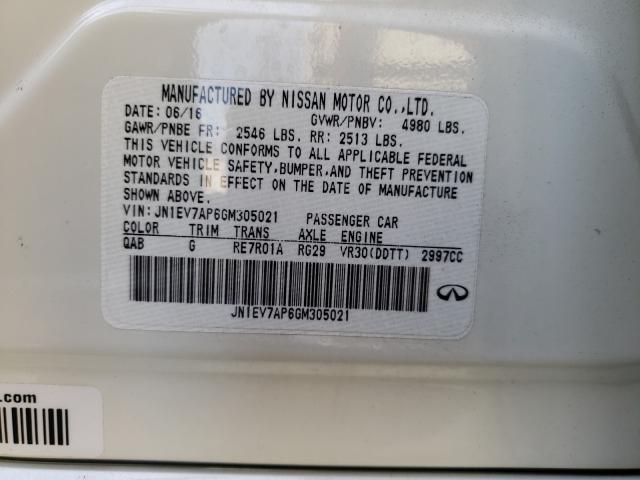 MANUFACTURED BY NISSAN MOTOR CO.,LTD.
DATE: 06/16 GVWR/PNBV: 4980 LBS.
GAWR/PNBE FR: 2546 LBS. RR: 2513 LBS.
THIS VEHICLE CONFORMS TO ALL APPLICABLE FEDERAL
MOTOR VEHICLE SAFETY,BUMPER,AND THEFT PREVENTION
STANDARDS IN EFFECT ON THE DATE OF MANUFACTURE
SHOWN ABOVE.
VIN:JN1EV7AP6GM305021 PASSENGER CAR
COLOR TRIM TRANS AXLE ENGINE
QAB G RE7R01A RG29 VR30(DDTT) 2997CC
JN1EV7AP6GM305021
.com